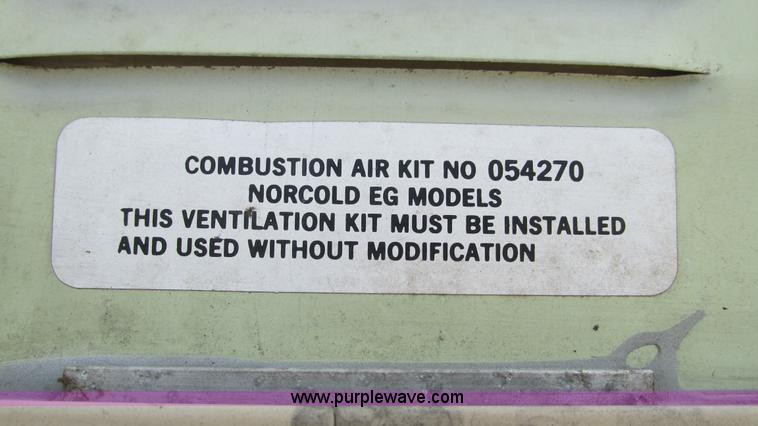 COMBUSTION AIR KIT NO 054270
NORCOLD EG MODELS
THIS VENTILATION KIT MUST BE INSTALLED
AND USED WITHOUT MODIFICATION
www.purplewave.com